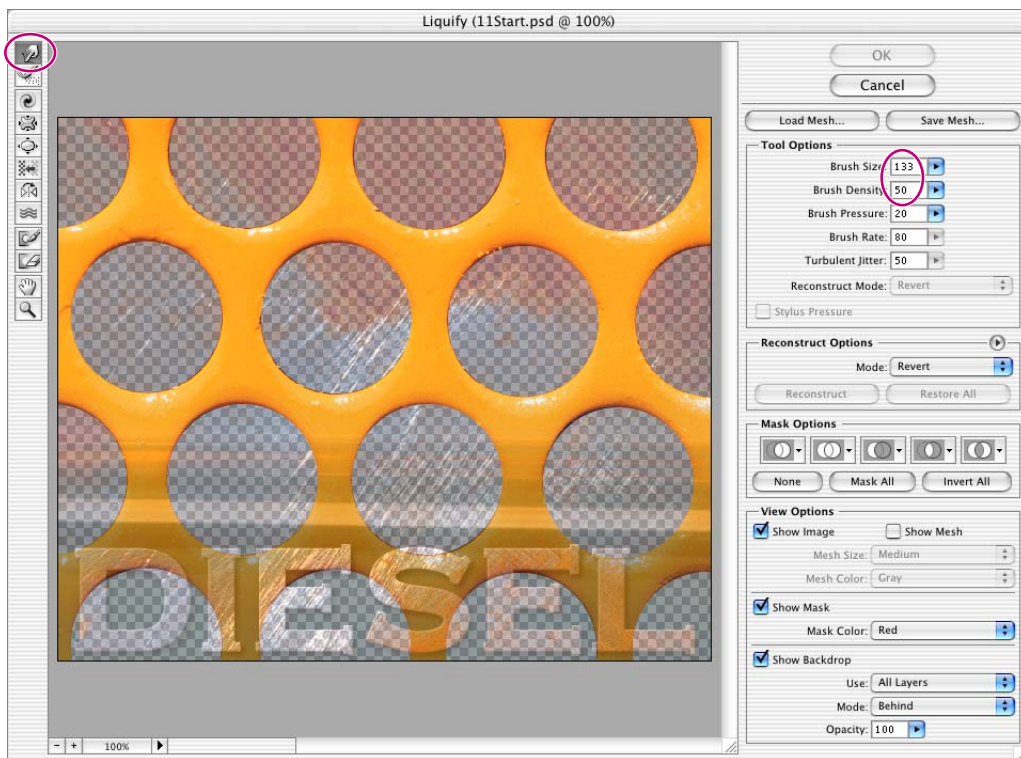 Liquify (11Start.psd @ 100%)
OK
Cancel
Load Mesh... Save Mesh...
Tool Options
Brush Size: 133
Brush Density: 50
Brush Pressure: 20
Brush Rate: 80
Turbulent Jitter: 50
Reconstruct Mode: Revert
Stylus Pressure
Reconstruct Options
Mode: Revert
Reconstruct Restore All
Mask Options
None Mask All Invert All
View Options
Show Image Show Mesh
Mesh Size: Medium
Mesh Color: Gray
Show Mask
Mask Color: Red
Show Backdrop
Use: All Layers
Mode: Behind
Opacity: 100
DIESEL
- + 100%